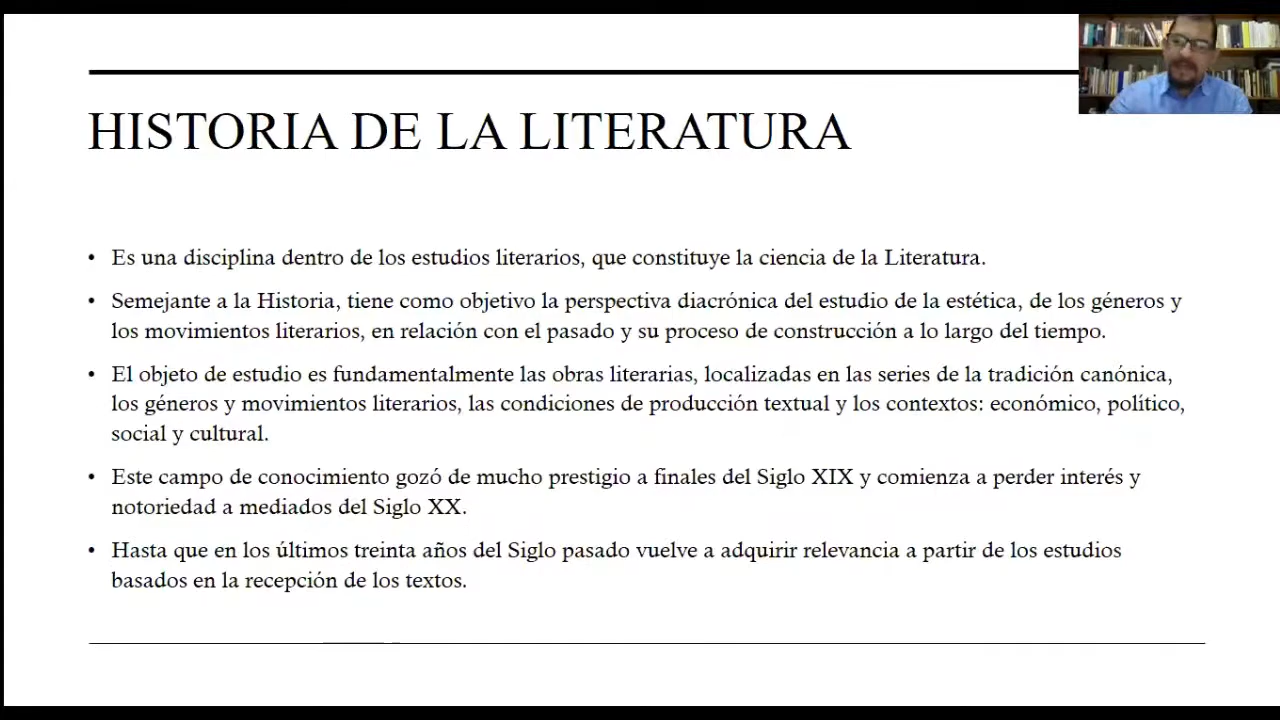 HISTORIA DE LA LITERATURA
• Es una disciplina dentro de los estudios literarios, que constituye la ciencia de la Literatura.
• Semejante a la Historia, tiene como objetivo la perspectiva diacrónica del estudio de la estética, de los géneros y
los movimientos literarios, en relación con el pasado y su proceso de construcción a lo largo del tiempo.
• El objeto de estudio es fundamentalmente las obras literarias, localizadas en las series de la tradición canónica,
los géneros y movimientos literarios, las condiciones de producción textual y los contextos: económico, político,
social y cultural.
• Este campo de conocimiento gozó de mucho prestigio a finales del Siglo XIX y comienza a perder interés y
notoriedad a mediados del Siglo XX.
• Hasta que en los últimos treinta años del Siglo pasado vuelve a adquirir relevancia a partir de los estudios
basados en la recepción de los textos.